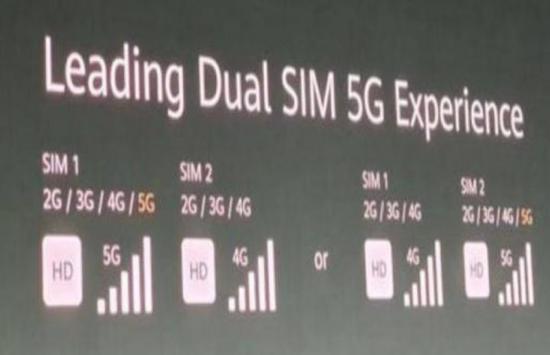 Leading Dual SIM 5G Experience
SIM 1 SIM 2 SIM 1 SIM 2
2G / 3G / 4G / 5G 2G / 3G / 4G 2G / 3G / 4G 2G / 3G / 4G / 5G
HD 5G HD 4G or HD 4G HD 5G